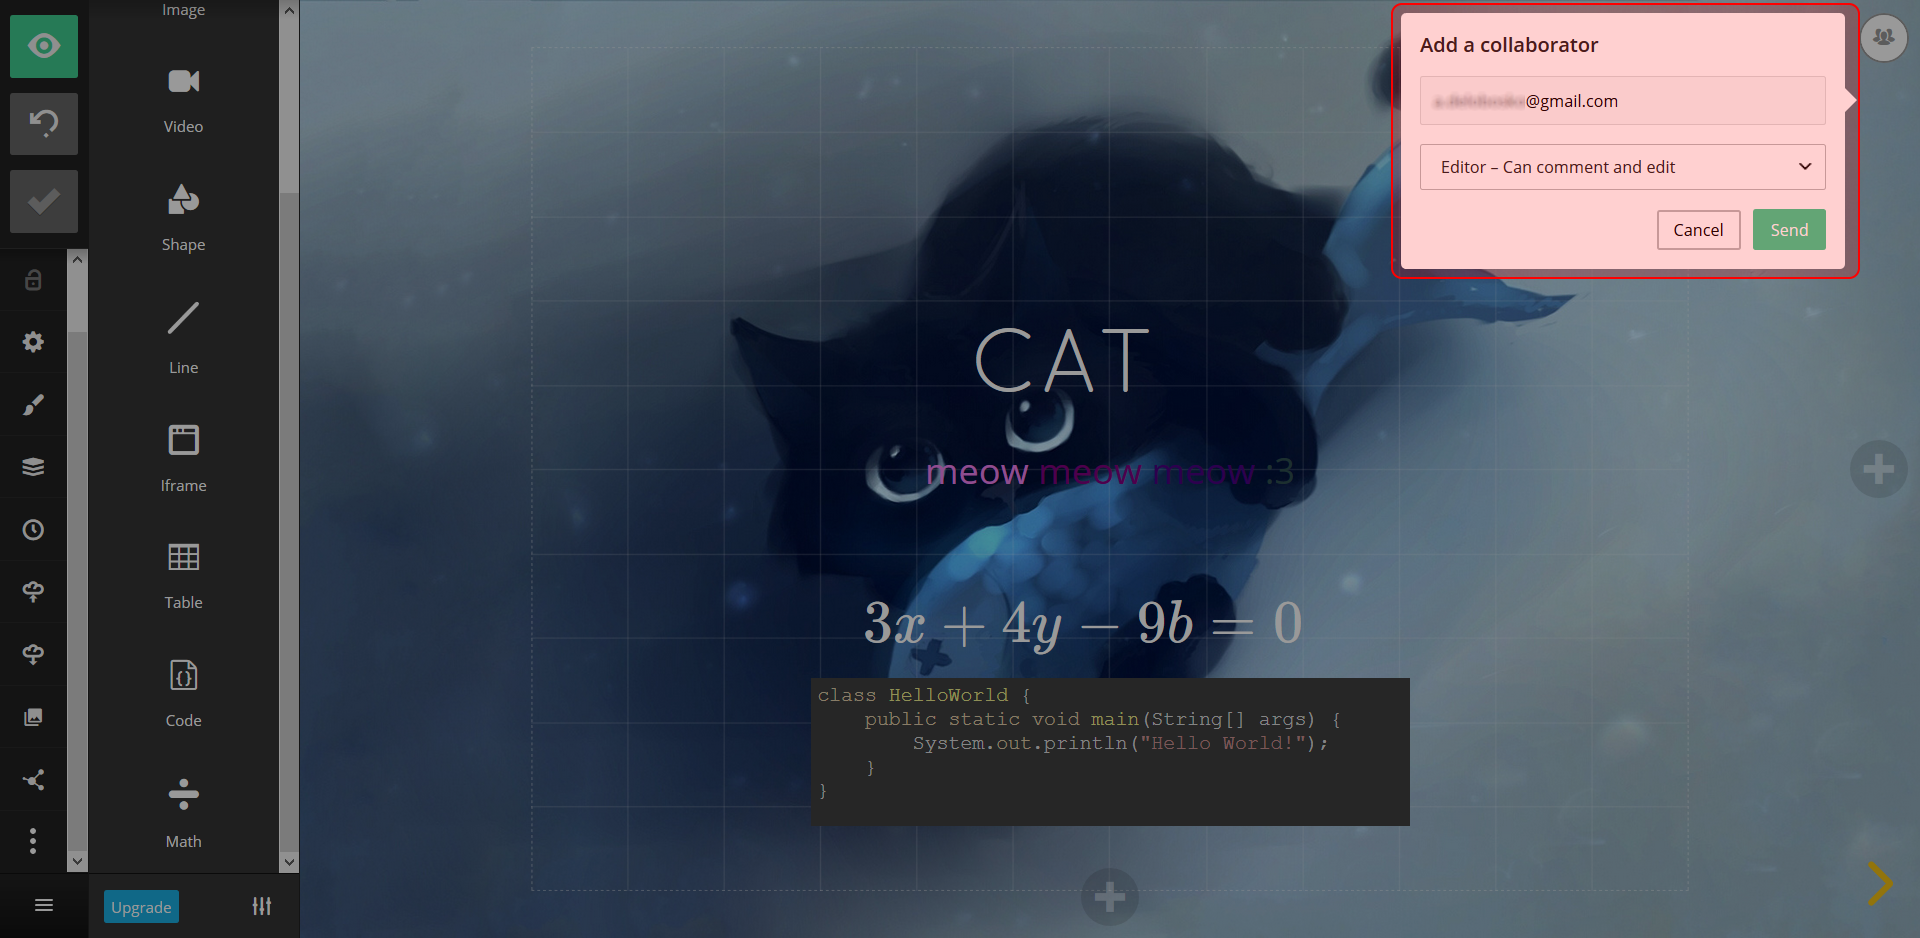 Image
Video
Shape
Line
Iframe
Table
Code
Math
Upgrade
Add a collaborator
@gmail.com
Editor – Can comment and edit
Cancel
Send
CAT
meow meow meow :3
3x + 4y − 9b = 0
class HelloWorld {
    public static void main(String[] args) {
        System.out.println("Hello World!");
    }
}